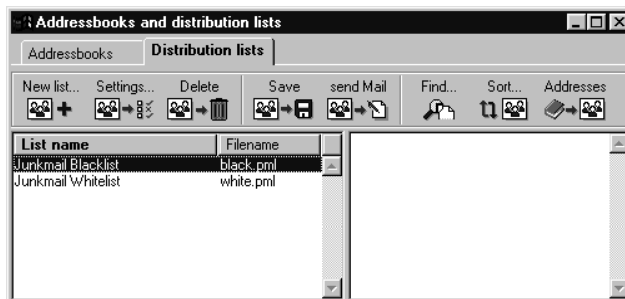 Addressbooks and distribution lists
Addressbooks Distribution lists
New list... Settings... Delete Save send Mail Find... Sort... Addresses
List name Filename
Junkmail Blacklist black.pml
Junkmail Whitelist white.pml